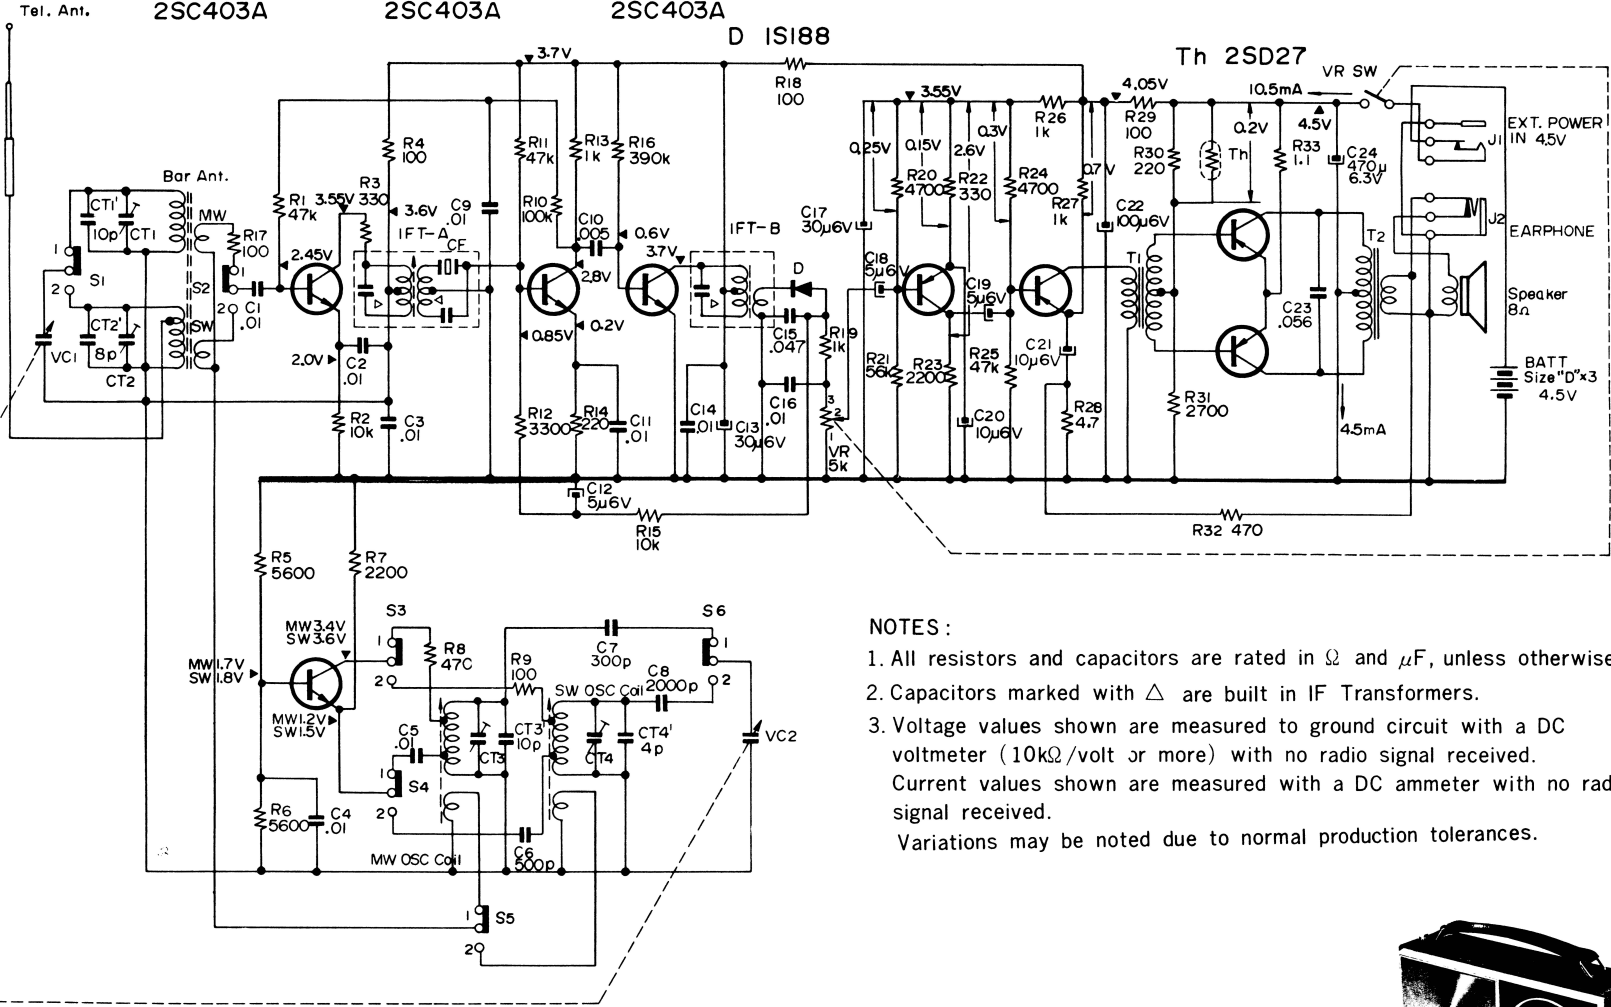 Tel. Ant.
2SC403A
2SC403A
2SC403A
D 1S188
Th 2SD27
VR SW
3.7V
R18
100
3.55V
4.05V
10.5mA
R26
1k
R29
100
0.2V
4.5V
EXT. POWER
IN 4.5V
J1
R4
100
R11
47k
R13
1k
R16
390k
0.25V
0.15V
2.6V
0.3V
R20
4700
R22
330
R24
4700
0.7V
R27
1k
R30
220
Th
R33
1.1
C24
470μ
6.3V
Bar Ant.
MW
CT1'
10p
CT1
R17
100
R1
47k
3.55V
R3
330
3.6V
C9
.01
R10
100k
C10
.005
0.6V
IFT-A
CF
3.7V
IFT-B
D
C17
30μ6V
C22
100μ6V
T1
T2
J2
EARPHONE
1
S1
2
S2
1
2
C1
.01
2.45V
2.8V
C18
5μ6V
C19
5μ6V
C23
.056
Speaker
8Ω
VC1
CT2'
8p
CT2
SW
2.0V
C2
.01
0.85V
0.2V
C15
.047
R19
1k
R21
56k
R23
2200
R25
47k
C21
10μ6V
BATT
Size "D"x3
4.5V
R2
10k
C3
.01
R12
3300
R14
220
C11
.01
C14
.01
C13
30μ6V
C16
.01
3
2
1
VR
5k
C20
10μ6V
R28
4.7
R31
2700
4.5mA
C12
5μ6V
R15
10k
R32 470
R5
5600
R7
2200
MW3.4V
SW3.6V
S3
1
2
R8
47C
R9
100
C7
300p
S6
1
2
MW1.7V
SW1.8V
SW OSC Coil
C8
2000p
MW1.2V
SW1.5V
C5
.01
CT3
CT3'
10p
CT4
CT4'
4p
VC2
1
S4
2
R6
5600
C4
.01
MW OSC Coil
C6
500p
1
S5
2
NOTES:
1. All resistors and capacitors are rated in Ω and μF, unless otherwise
2. Capacitors marked with △ are built in IF Transformers.
3. Voltage values shown are measured to ground circuit with a DC
voltmeter (10kΩ/volt or more) with no radio signal received.
Current values shown are measured with a DC ammeter with no rad
signal received.
Variations may be noted due to normal production tolerances.